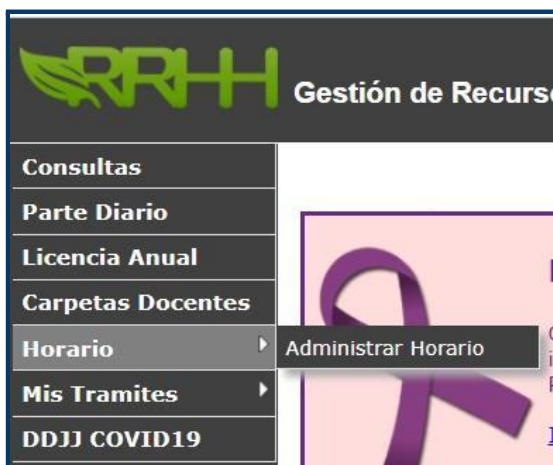 RRHH
Gestión de Recurs
Consultas
Parte Diario
Licencia Anual
Carpetas Docentes
Horario
Administrar Horario
Mis Tramites
DDJJ COVID19